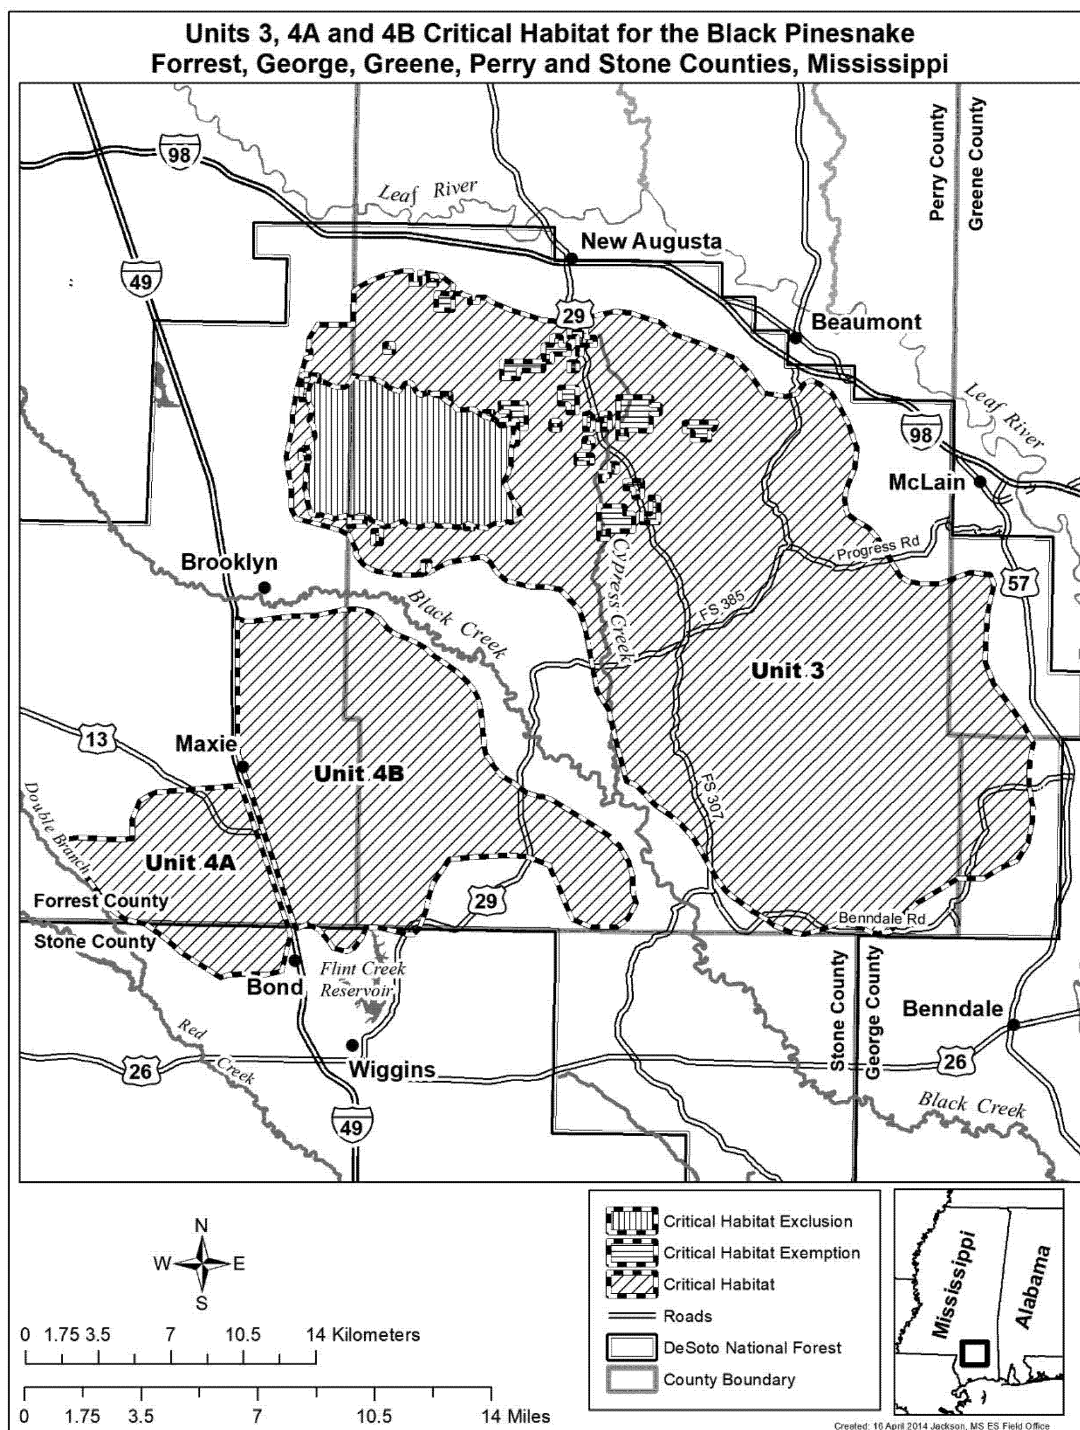 Units 3, 4A and 4B Critical Habitat for the Black Pinesnake
Forrest, George, Greene, Perry and Stone Counties, Mississippi
98
Leaf River
Perry County
Greene County
New Augusta
49
29
Beaumont
Leaf River
98
McLain
Progress Rd
Brooklyn
Cypress Creek
57
Black Creek
FS 385
Unit 3
13
Maxie
Unit 4B
FS 307
Double Branch
Unit 4A
29
Forrest County
Benndale Rd
Stone County
Flint Creek
Reservoir
Bond
Stone County
George County
Benndale
Red Creek
26
Wiggins
26
Black Creek
49
N
W E
S
0 1.75 3.5 7 10.5 14 Kilometers
0 1.75 3.5 7 10.5 14 Miles
Critical Habitat Exclusion
Critical Habitat Exemption
Critical Habitat
Roads
DeSoto National Forest
County Boundary
Mississippi
Alabama
Created: 16 April 2014 Jackson, MS ES Field Office